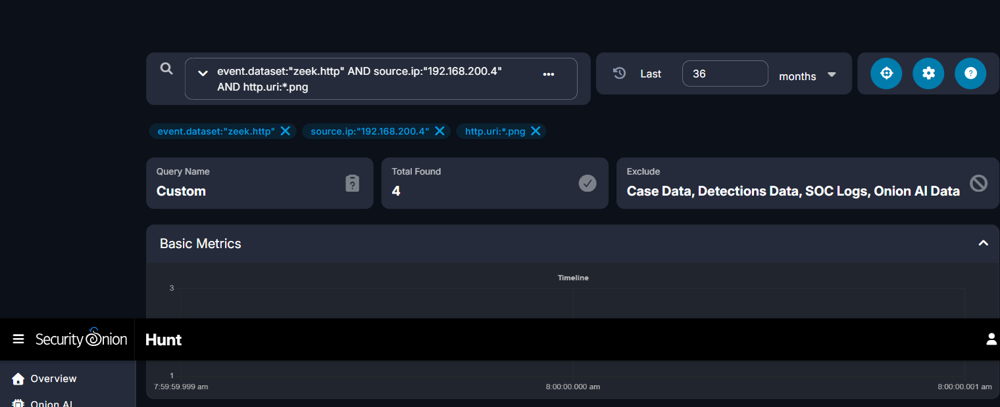 event.dataset:"zeek.http" AND source.ip:"192.168.200.4"
AND http.uri:*.png
Last
36
months
event.dataset:"zeek.http"
source.ip:"192.168.200.4"
http.uri:*.png
Query Name
Custom
Total Found
4
Exclude
Case Data, Detections Data, SOC Logs, Onion AI Data
Basic Metrics
Timeline
3
Security Onion
Hunt
1
7:59:59.999 am
8:00:00.000 am
8:00:00.001 am
Overview
Onion AI